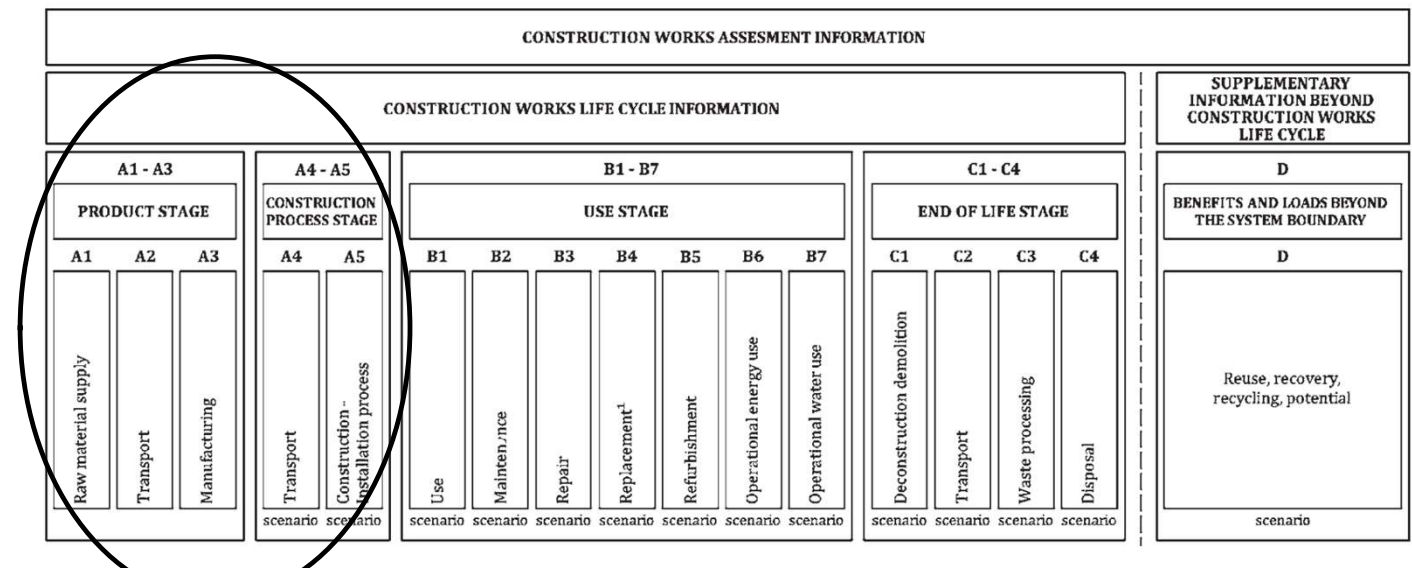 CONSTRUCTION WORKS ASSESMENT INFORMATION
CONSTRUCTION WORKS LIFE CYCLE INFORMATION
SUPPLEMENTARY
INFORMATION BEYOND
CONSTRUCTION WORKS
LIFE CYCLE
A1 - A3
PRODUCT STAGE
A1 A2 A3
Raw material supply
Transport
Manufacturing
A4 - A5
CONSTRUCTION
PROCESS STAGE
A4 A5
Transport
Construction -
Installation process
scenario scenario
B1 - B7
USE STAGE
B1 B2 B3 B4 B5 B6 B7
Use
Maintenance
Repair
Replacement¹
Refurbishment
Operational energy use
Operational water use
scenario scenario scenario scenario scenario scenario scenario
C1 - C4
END OF LIFE STAGE
C1 C2 C3 C4
Deconstruction demolition
Transport
Waste processing
Disposal
scenario scenario scenario scenario
D
BENEFITS AND LOADS BEYOND
THE SYSTEM BOUNDARY
D
Reuse, recovery,
recycling, potential
scenario